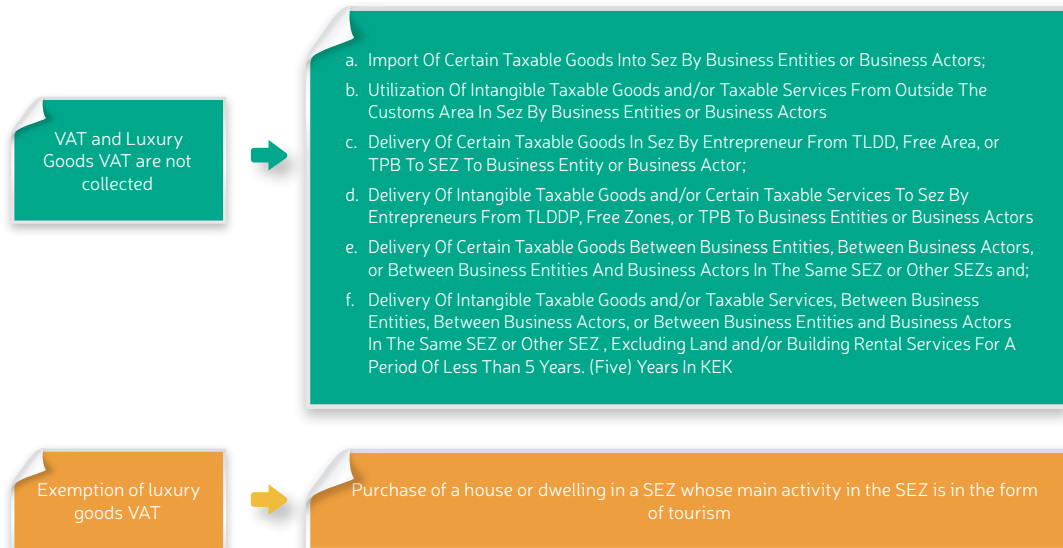 VAT and Luxury
Goods VAT are not
collected
a. Import Of Certain Taxable Goods Into Sez By Business Entities or Business Actors;
b. Utilization Of Intangible Taxable Goods and/or Taxable Services From Outside The
Customs Area In Sez By Business Entities or Business Actors
c. Delivery Of Certain Taxable Goods In Sez By Entrepreneur From TLDD, Free Area, or
TPB To SEZ To Business Entity or Business Actor;
d. Delivery Of Intangible Taxable Goods and/or Certain Taxable Services To Sez By
Entrepreneurs From TLDDP, Free Zones, or TPB To Business Entities or Business Actors
e. Delivery Of Certain Taxable Goods Between Business Entities, Between Business Actors,
or Between Business Entities And Business Actors In The Same SEZ or Other SEZs and;
f. Delivery Of Intangible Taxable Goods and/or Taxable Services, Between Business
Entities, Between Business Actors, or Between Business Entities and Business Actors
In The Same SEZ or Other SEZ , Excluding Land and/or Building Rental Services For A
Period Of Less Than 5 Years. (Five) Years In KEK
Exemption of luxury
goods VAT
Purchase of a house or dwelling in a SEZ whose main activity in the SEZ is in the form
of tourism